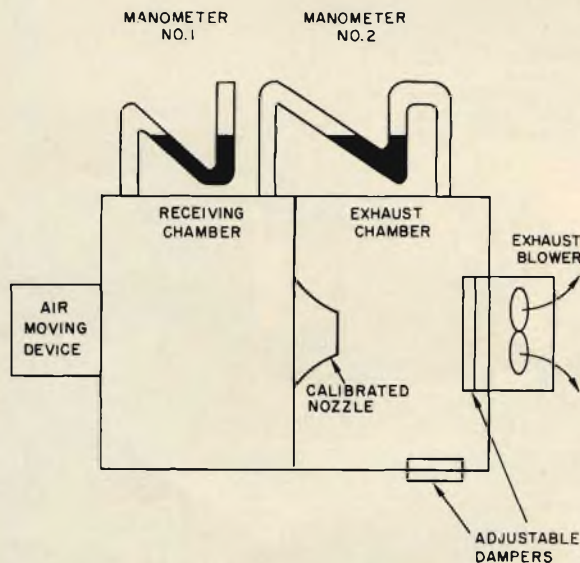 MANOMETER
NO.1
MANOMETER
NO.2
RECEIVING
CHAMBER
EXHAUST
CHAMBER
EXHAUST
BLOWER
AIR
MOVING
DEVICE
CALIBRATED
NOZZLE
ADJUSTABLE
DAMPERS